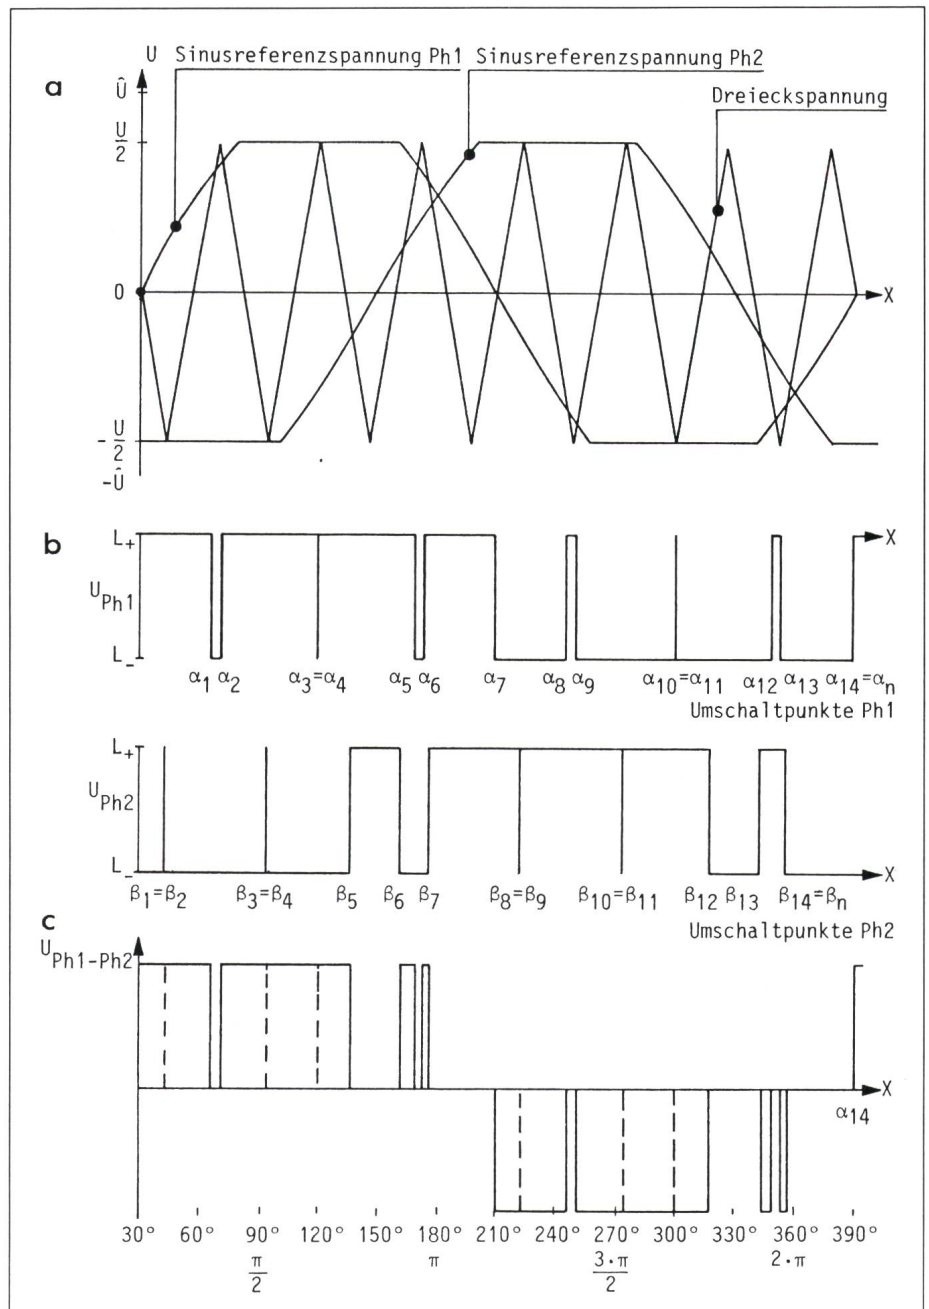 a
U Sinusreferenzspannung Ph1 Sinusreferenzspannung Ph2
Û
Dreieckspannung
U/2
0 X
-U/2
-Û
b
L+ X
U_Ph1
L-
α1 α2 α3=α4 α5 α6 α7 α8 α9 α10=α11 α12 α13 α14=αn
Umschaltpunkte Ph1
L+
U_Ph2
L- X
β1=β2 β3=β4 β5 β6 β7 β8=β9 β10=β11 β12 β13 β14=βn
Umschaltpunkte Ph2
c
U_Ph1-Ph2
X
α14
30° 60° 90° 120° 150° 180° 210° 240° 270° 300° 330° 360° 390°
π/2 π 3·π/2 2·π